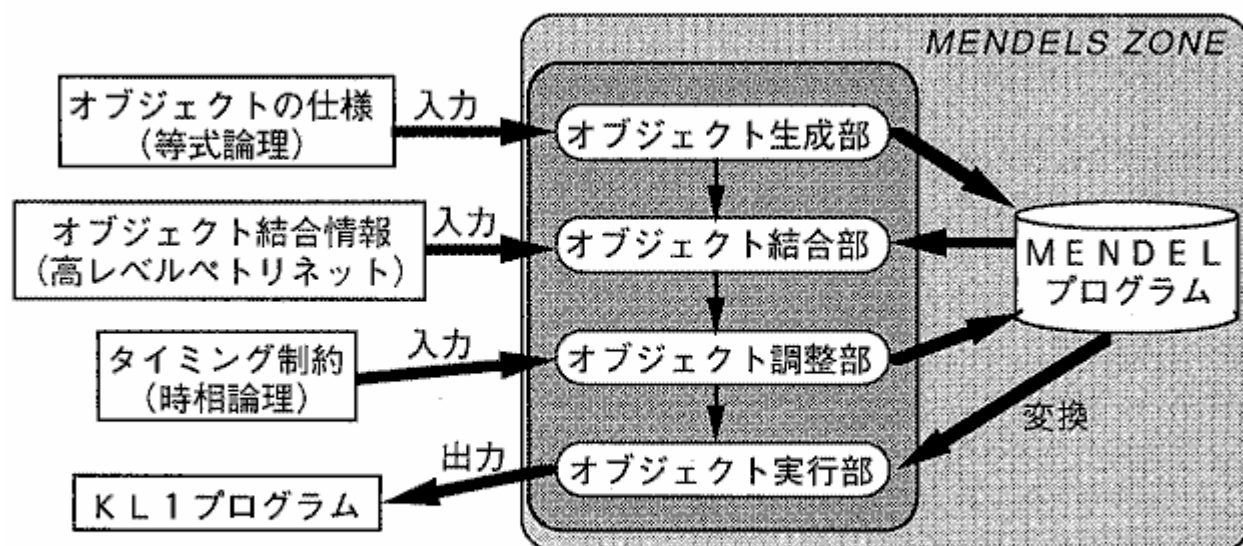 MENDELS ZONE
オブジェクトの仕様
（等式論理）
入力
オブジェクト生成部
オブジェクト結合情報
（高レベルペトリネット）
入力
オブジェクト結合部
MENDEL
プログラム
タイミング制約
（時相論理）
入力
オブジェクト調整部
変換
KL1プログラム
出力
オブジェクト実行部